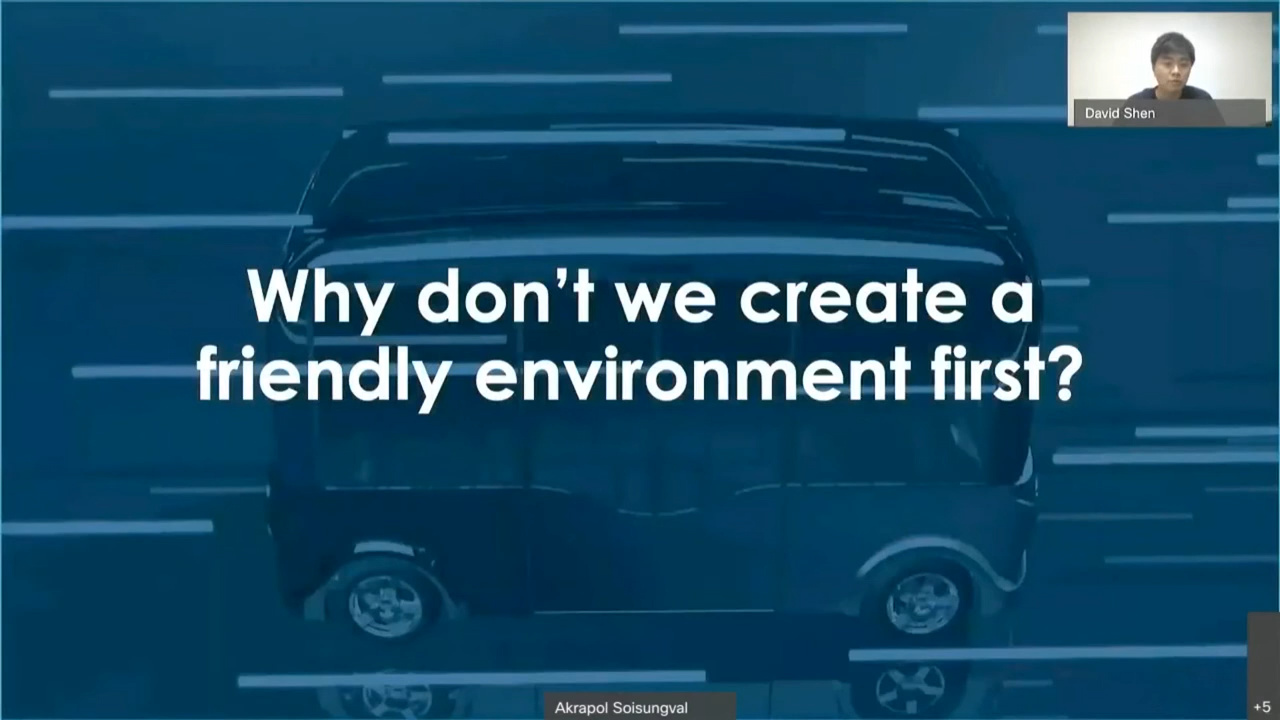 David Shen
Why don’t we create a
friendly environment first?
Akrapol Soisungval
+5